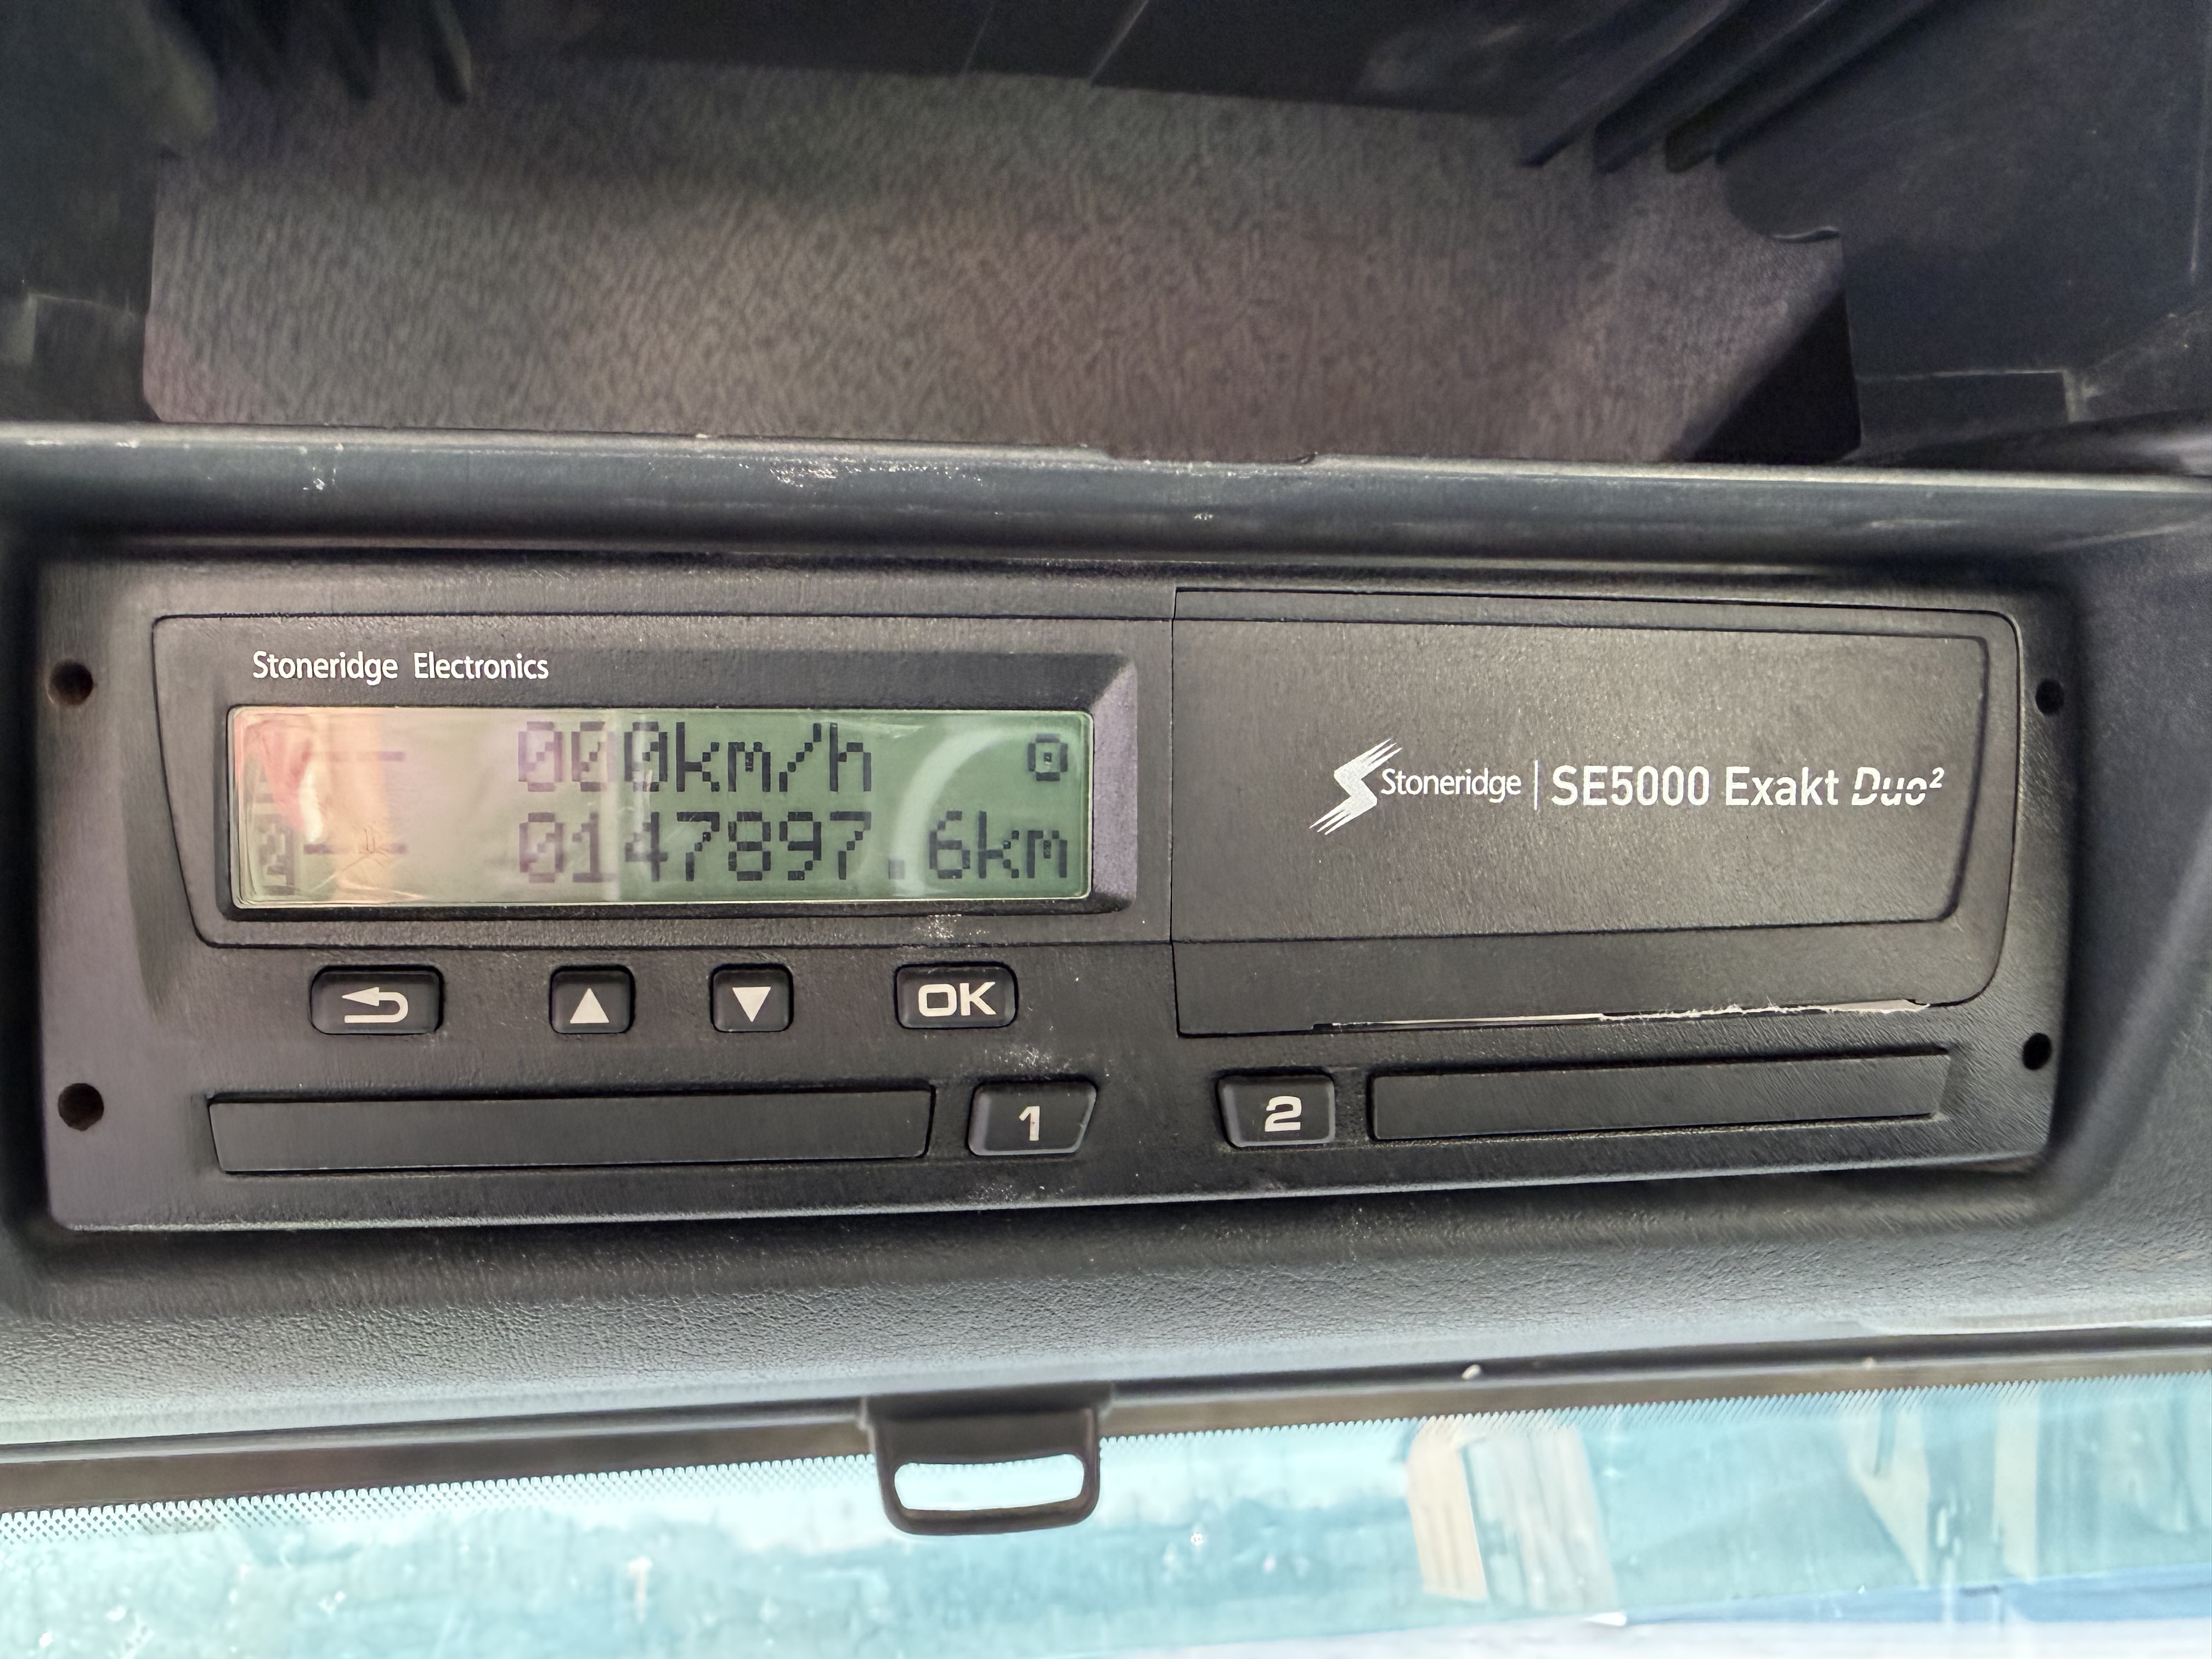 Stoneridge Electronics
000km/h
0147897.6km
Stoneridge | SE5000 Exakt Duo²
OK
1
2